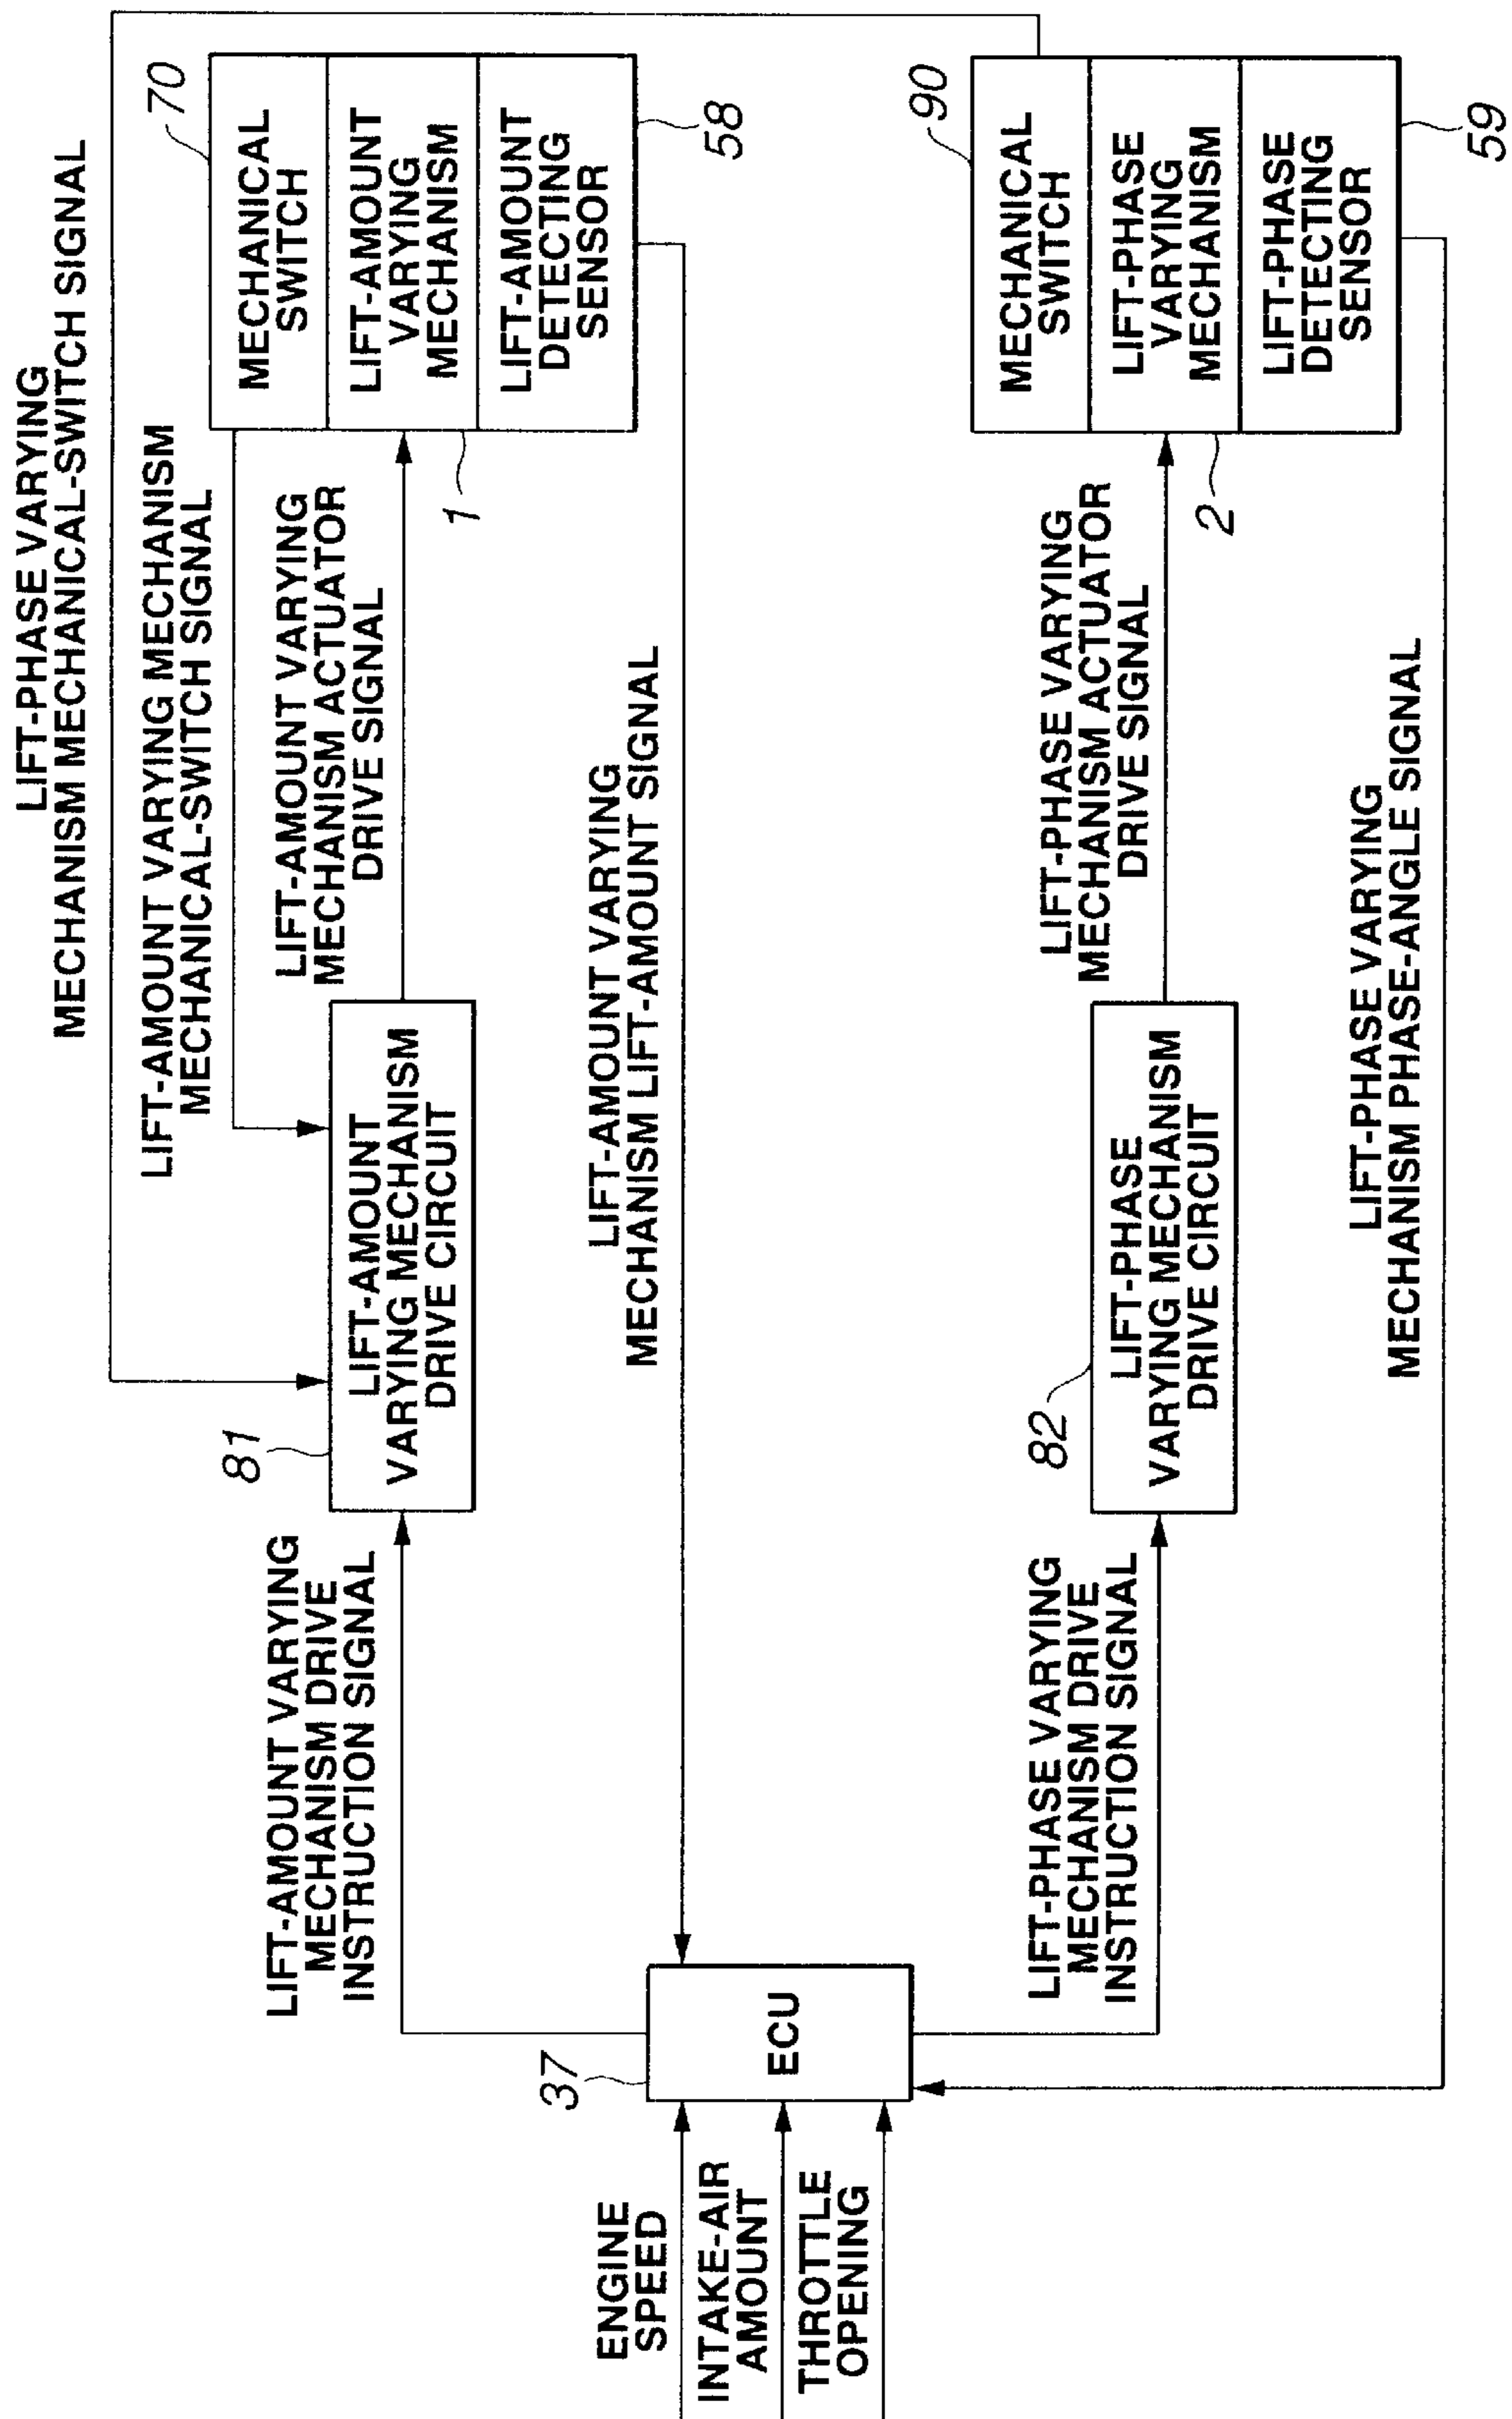 LIFT-PHASE VARYING
MECHANISM MECHANICAL-SWITCH SIGNAL
LIFT-AMOUNT VARYING MECHANISM
MECHANICAL-SWITCH SIGNAL
70
MECHANICAL
SWITCH
LIFT-AMOUNT
VARYING
MECHANISM
LIFT-AMOUNT
DETECTING
SENSOR
58
1
LIFT-AMOUNT VARYING
MECHANISM ACTUATOR
DRIVE SIGNAL
81
LIFT-AMOUNT
VARYING MECHANISM
DRIVE CIRCUIT
LIFT-AMOUNT VARYING
MECHANISM DRIVE
INSTRUCTION SIGNAL
LIFT-AMOUNT VARYING
MECHANISM LIFT-AMOUNT SIGNAL
ENGINE
SPEED
INTAKE-AIR
AMOUNT
THROTTLE
OPENING
37
ECU
90
MECHANICAL
SWITCH
LIFT-PHASE
VARYING
MECHANISM
LIFT-PHASE
DETECTING
SENSOR
59
2
LIFT-PHASE VARYING
MECHANISM ACTUATOR
DRIVE SIGNAL
82
LIFT-PHASE
VARYING MECHANISM
DRIVE CIRCUIT
LIFT-PHASE VARYING
MECHANISM DRIVE
INSTRUCTION SIGNAL
LIFT-PHASE VARYING
MECHANISM PHASE-ANGLE SIGNAL